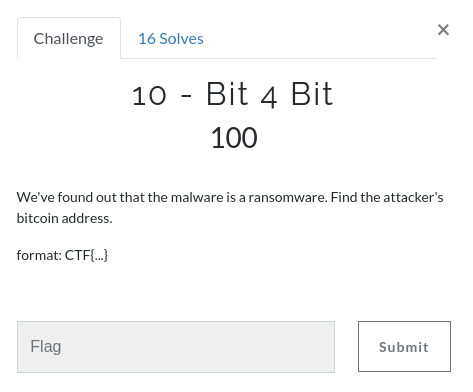 Challenge
16 Solves
×
10 - Bit 4 Bit
100
We've found out that the malware is a ransomware. Find the attacker's
bitcoin address.
format: CTF{...}
Flag
Submit